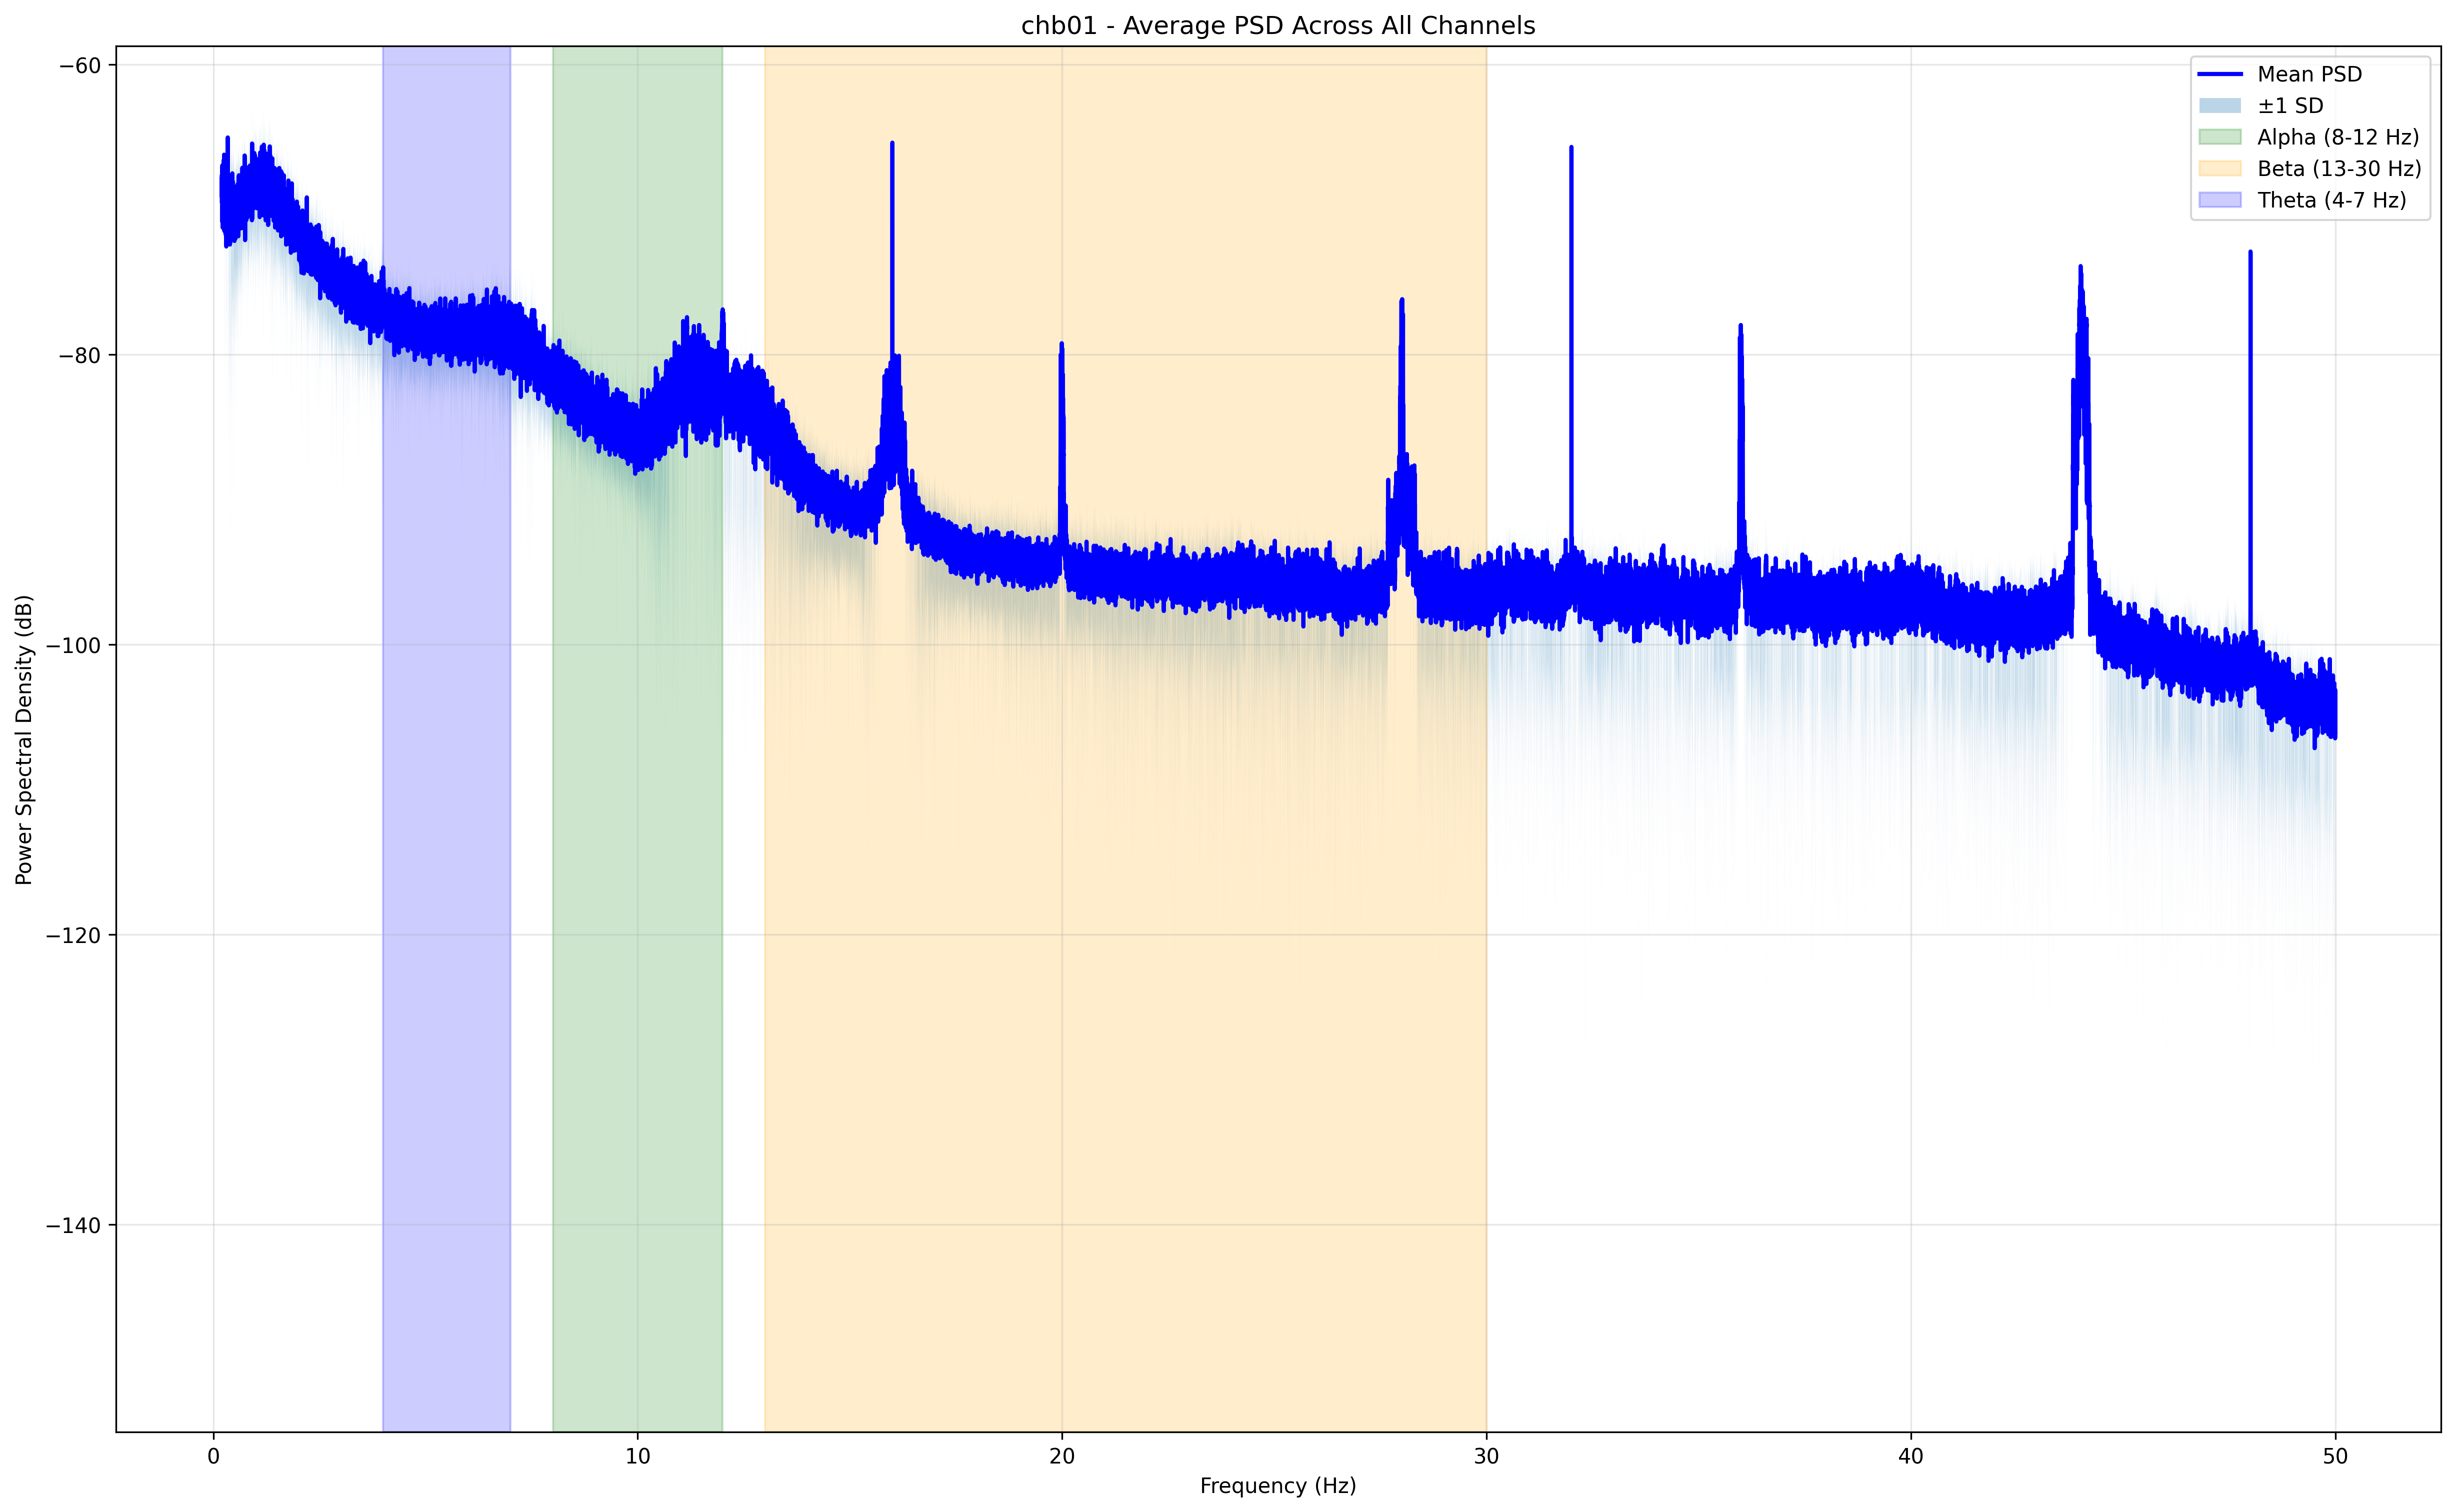 chb01 - Average PSD Across All Channels
Power Spectral Density (dB)
−60
−80
−100
−120
−140
Mean PSD
±1 SD
Alpha (8-12 Hz)
Beta (13-30 Hz)
Theta (4-7 Hz)
0
10
20
30
40
50
Frequency (Hz)